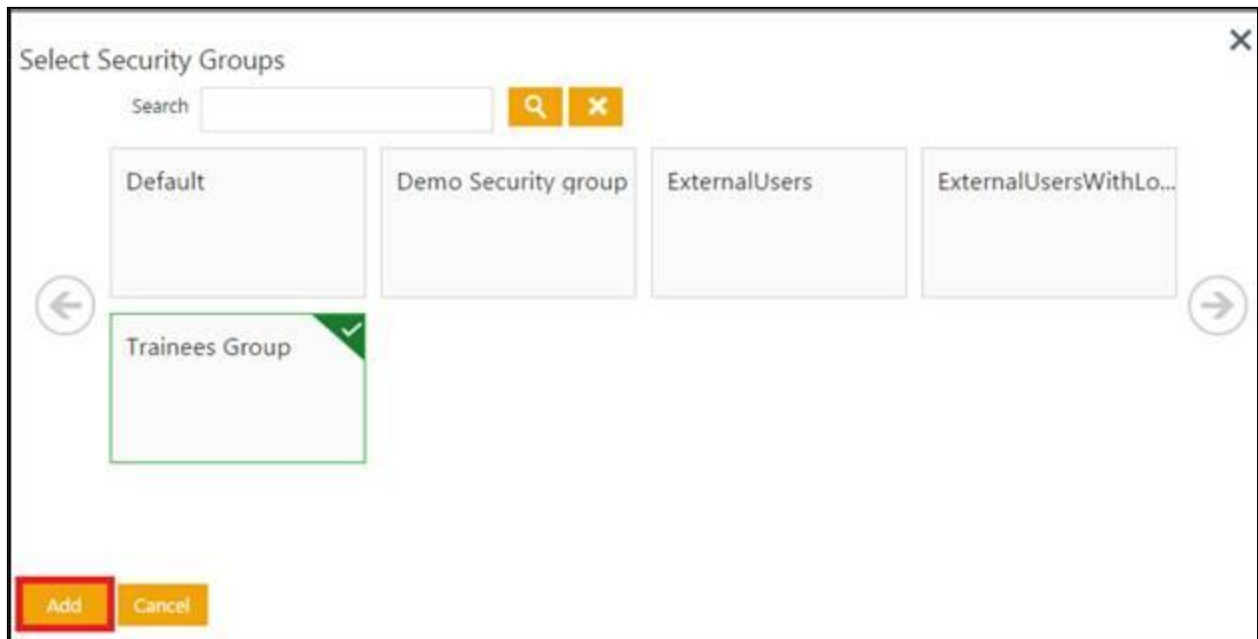 Select Security Groups
Search
Default
Demo Security group
ExternalUsers
ExternalUsersWithLo...
Trainees Group
Add
Cancel